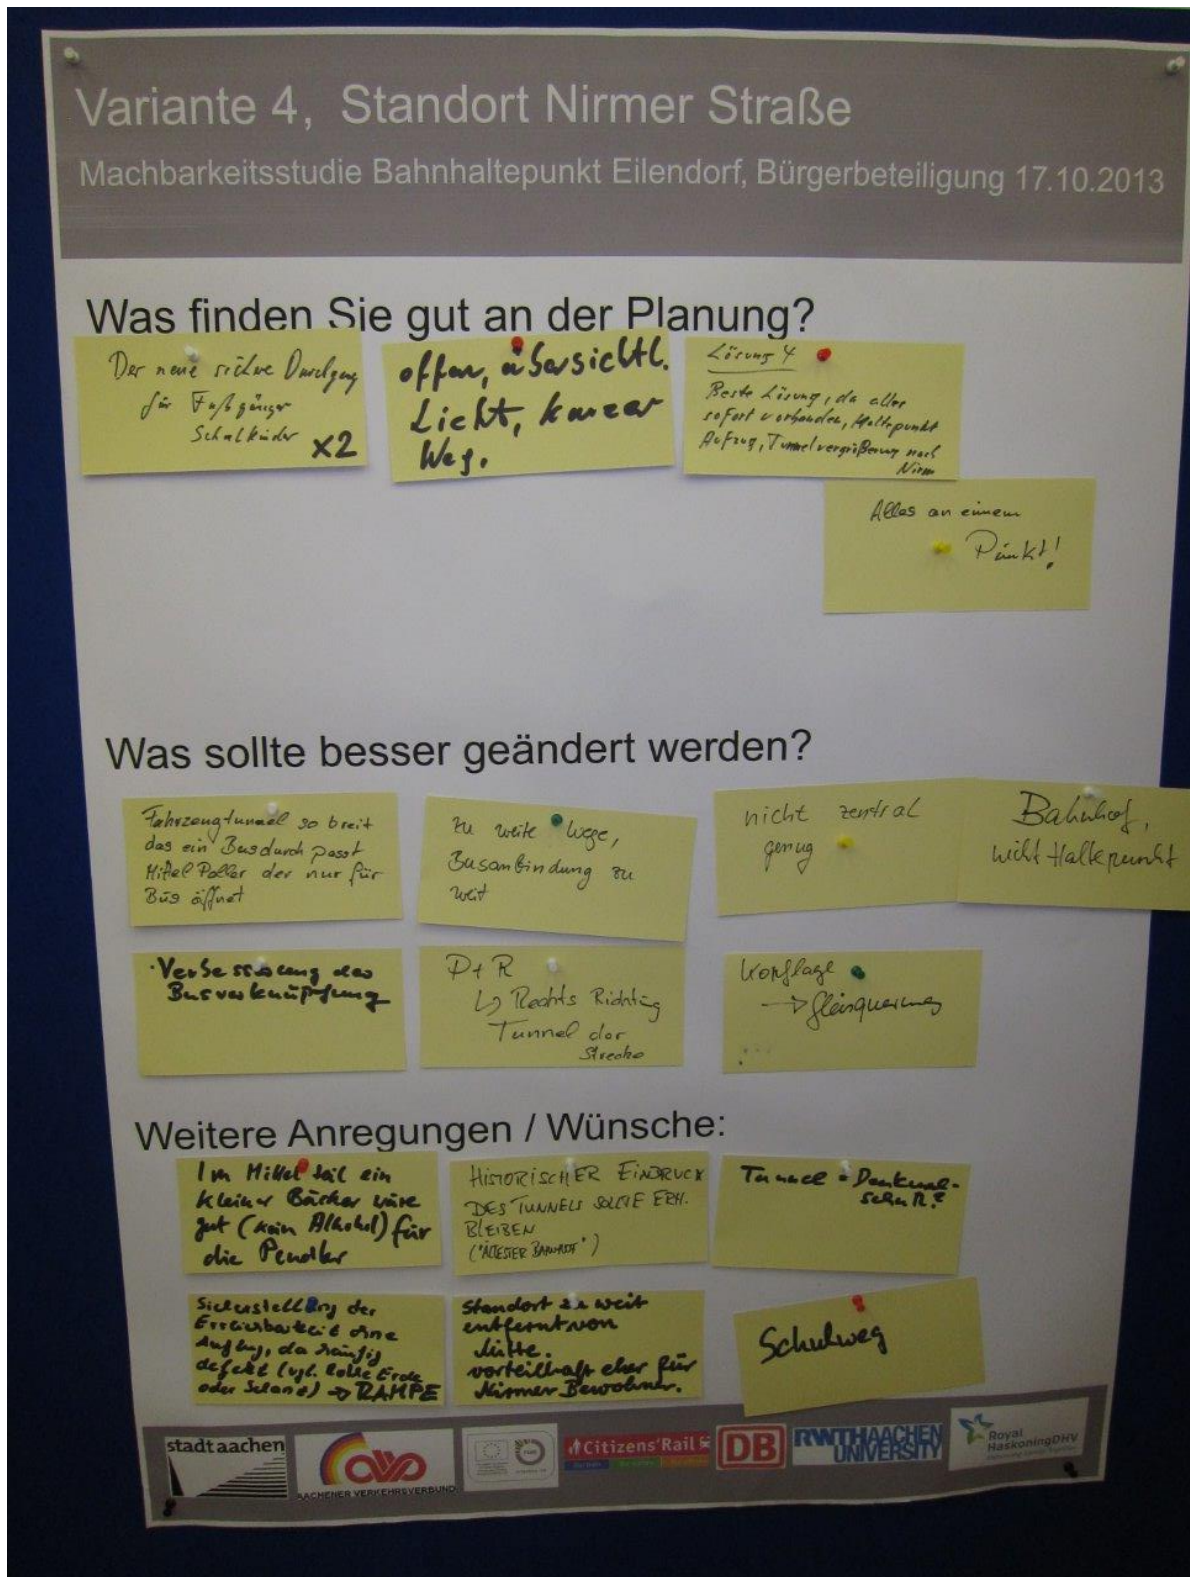 Variante 4, Standort Nirmer Straße
Machbarkeitsstudie Bahnhaltepunkt Eilendorf, Bürgerbeteiligung 17.10.2013
Was finden Sie gut an der Planung?
Der neue sichere Durchgang
für Fußgänger
Schulkinder x2
offen, übersichtl.
Licht, kurzer
Weg.
Lösung 4
Beste Lösung, da alles
sofort vorhanden, Haltepunkt
Aufzug, Tunnelvergrößerung nach
Nirm
Alles an einem
Punkt!
Was sollte besser geändert werden?
Fahrzeugtunnel so breit
das ein Bus durch passt
Mittel Poller der nur für
Bus öffnet
zu weite Wege,
Busanbindung zu
weit
nicht zentral
genug
Bahnhof,
nicht Haltepunkt
Verbesserung der
Busverknüpfung
P+R
↳ Rechts Richtung
Tunnel der
Strecke
Kopflage
→ Gleisquerung
Weitere Anregungen / Wünsche:
Im Mittelteil ein
kleiner Bäcker wäre
gut (kein Alkohol) für
die Pendler
HISTORISCHER EINDRUCK
DES TUNNELS SOLLTE ERH.
BLEIBEN
("ÄLTESTER BAHNHOF")
Tunnel = Denkmal-
schutz?
Sicherstellung der
Erreichbarkeit ohne
Aufzug, da häufig
defekt (vgl. Rothe Erde
oder Schanz) → RAMPE
Standort zu weit
entfernt von
Mitte.
vorteilhaft eher für
Nirmer Bewohner.
Schulweg
stadt aachen
AVV
AACHENER VERKEHRSVERBUND
Citizens' Rail
DB
RWTHAACHEN
UNIVERSITY
Royal
HaskoningDHV